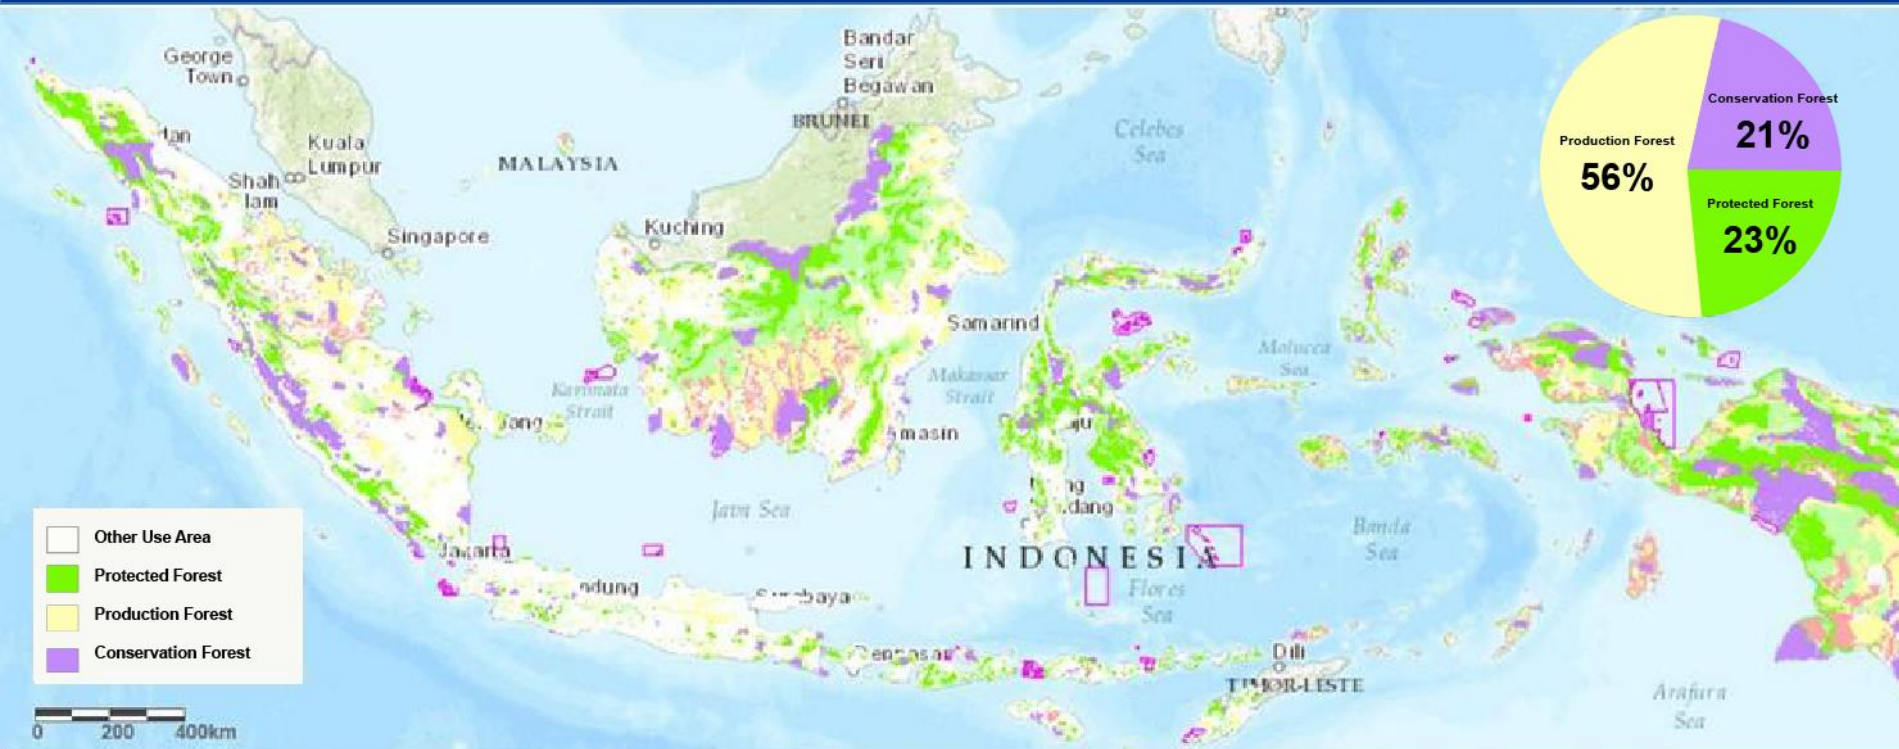 George
Town
Kuala
Lumpur
Shah
Singapore
MALAYSIA
Bandar
Seri
Begawan
BRUNEI
Kuching
Celebes
Sea
Samarind
Makassar
Strait
Karimata
Strait
Molucca
Sea
masin
Java Sea
Jakarta
ndung
INDONESIA
Flores
Sea
Banda
Sea
Dili
TIMOR-LESTE
Arafura
Sea
Production Forest
56%
Conservation Forest
21%
Protected Forest
23%
Other Use Area
Protected Forest
Production Forest
Conservation Forest
0 200 400km